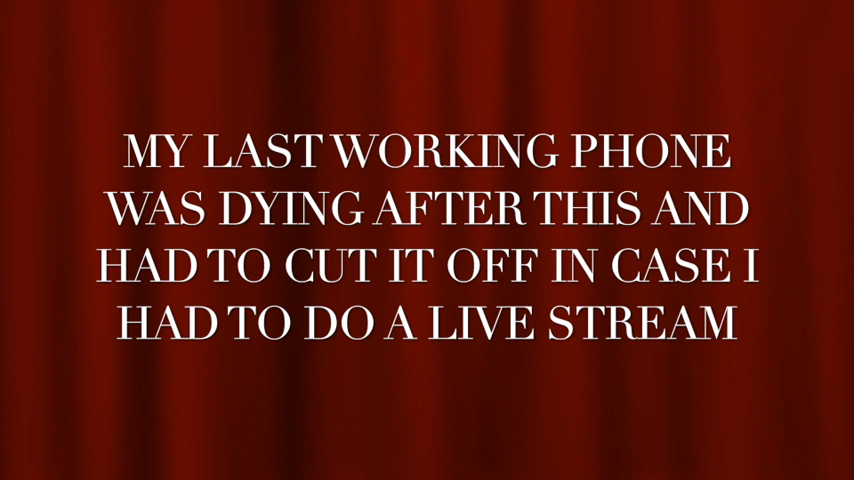 MY LAST WORKING PHONE
WAS DYING AFTER THIS AND
HAD TO CUT IT OFF IN CASE I
HAD TO DO A LIVE STREAM